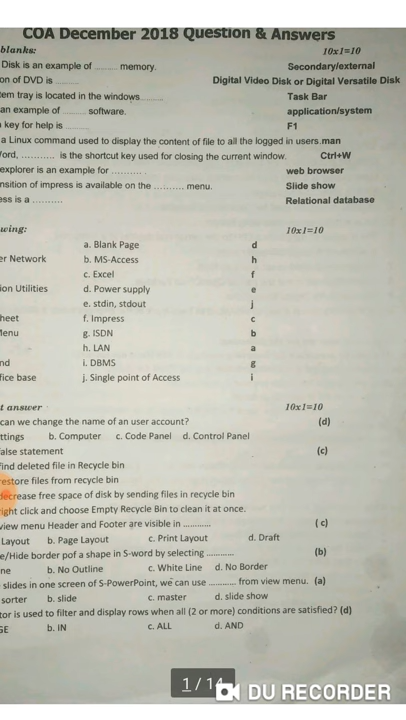 COA December 2018 Question & Answers
blanks: 10x1=10
Disk is an example of .......... memory. Secondary/external
on of DVD is .......... Digital Video Disk or Digital Versatile Disk
em tray is located in the windows.......... Task Bar
an example of .......... software. application/system
key for help is .......... F1
a Linux command used to display the content of file to all the logged in users.man
ord, ........... is the shortcut key used for closing the current window. Ctrl+W
explorer is an example for .......... . web browser
nsition of impress is available on the .......... menu. Slide show
ess is a .......... Relational database
wing: 10x1=10
a. Blank Page d
er Network b. MS-Access h
c. Excel f
ion Utilities d. Power supply e
e. stdin, stdout j
heet f. Impress c
Menu g. ISDN b
h. LAN a
nd i. DBMS g
fice base j. Single point of Access i
t answer 10x1=10
can we change the name of an user account? (d)
ttings b. Computer c. Code Panel d. Control Panel
alse statement (c)
find deleted file in Recycle bin
restore files from recycle bin
decrease free space of disk by sending files in recycle bin
ight click and choose Empty Recycle Bin to clean it at once.
view menu Header and Footer are visible in ........... (c)
Layout b. Page Layout c. Print Layout d. Draft
e/Hide border pof a shape in S-word by selecting ........... (b)
ne b. No Outline c. White Line d. No Border
slides in one screen of S-PowerPoint, we can use ........... from view menu. (a)
sorter b. slide c. master d. slide show
tor is used to filter and display rows when all (2 or more) conditions are satisfied? (d)
GE b. IN c. ALL d. AND
1 / 14
DU RECORDER